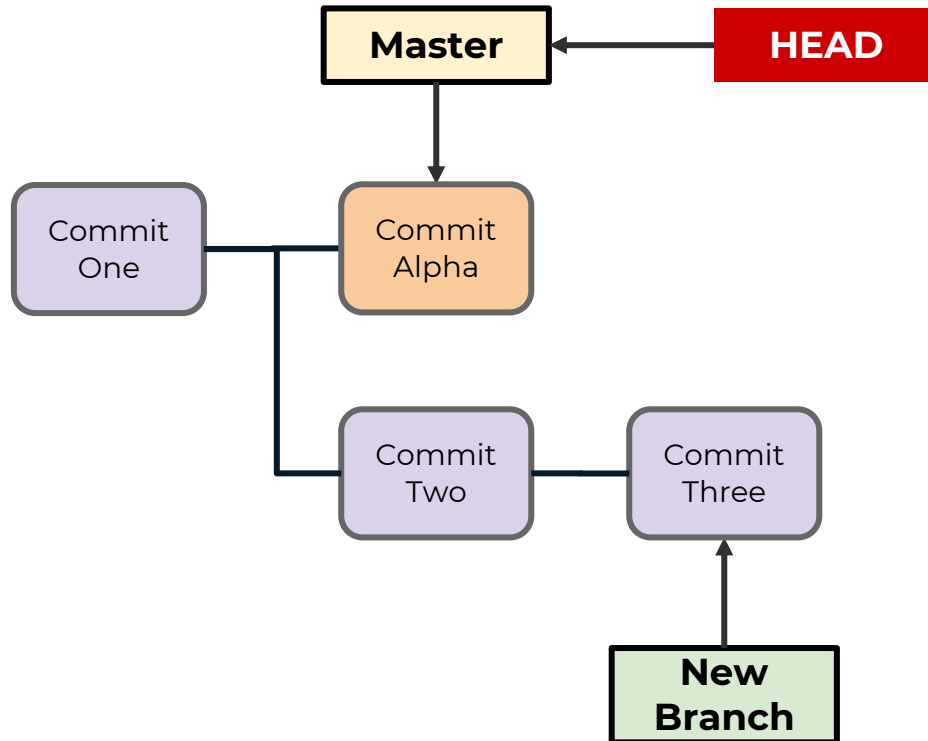 Master
HEAD
Commit
One
Commit
Alpha
Commit
Two
Commit
Three
New
Branch